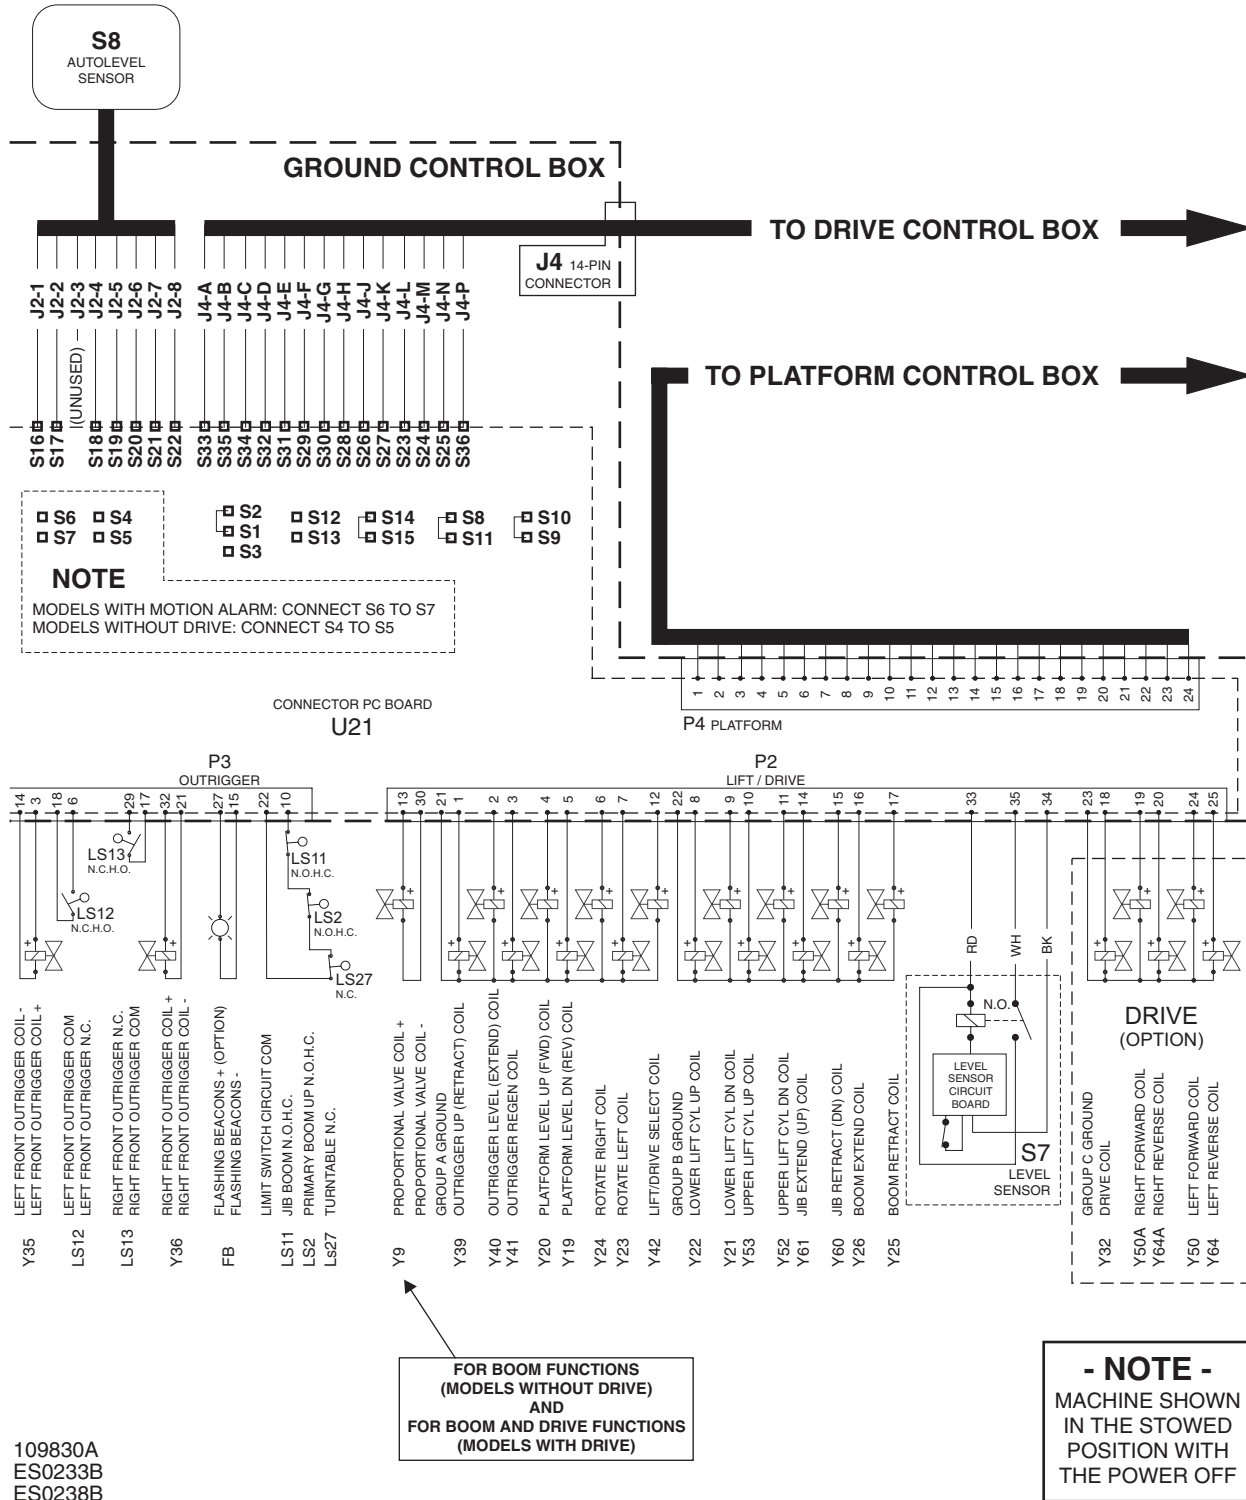 S8
AUTOLEVEL
SENSOR
GROUND CONTROL BOX
TO DRIVE CONTROL BOX
J4 14-PIN
CONNECTOR
J2-1
J2-2
J2-3
J2-4
J2-5
J2-6
J2-7
J2-8
J4-A
J4-B
J4-C
J4-D
J4-E
J4-F
J4-G
J4-H
J4-J
J4-K
J4-L
J4-M
J4-N
J4-P
(UNUSED)
TO PLATFORM CONTROL BOX
S16
S17
S18
S19
S20
S21
S22
S33
S35
S34
S32
S31
S29
S30
S28
S26
S27
S23
S24
S25
S36
S6 S4 S2 S12 S14 S8 S10
S7 S5 S1 S13 S15 S11 S9
S3
NOTE
MODELS WITH MOTION ALARM: CONNECT S6 TO S7
MODELS WITHOUT DRIVE: CONNECT S4 TO S5
1 2 3 4 5 6 7 8 9 10 11 12 13 14 15 16 17 18 19 20 21 22 23 24
P4 PLATFORM
CONNECTOR PC BOARD
U21
P3
OUTRIGGER
P2
LIFT / DRIVE
14 3 18 6 29 17 32 21 27 15 22 10
13 30 21 1 2 3 4 5 6 7 12 22 8 9 10 11 14 15 16 17 33 35 34 23 18 19 20 24 25
LS13
N.C.H.O.
LS11
N.O.H.C.
LS12
N.C.H.O.
LS2
N.O.H.C.
LS27
N.C.
+ + + + + + + + + + + + + + + + + + + + + + + +
RD
WH
BK
N.O.
LEVEL
SENSOR
CIRCUIT
BOARD
S7
LEVEL
SENSOR
DRIVE
(OPTION)
LEFT FRONT OUTRIGGER COIL -
LEFT FRONT OUTRIGGER COIL +
LEFT FRONT OUTRIGGER COM
LEFT FRONT OUTRIGGER N.C.
RIGHT FRONT OUTRIGGER N.C.
RIGHT FRONT OUTRIGGER COM
RIGHT FRONT OUTRIGGER COIL +
RIGHT FRONT OUTRIGGER COIL -
FLASHING BEACONS + (OPTION)
FLASHING BEACONS -
LIMIT SWITCH CIRCUIT COM
JIB BOOM N.O.H.C.
PRIMARY BOOM UP N.O.H.C.
TURNTABLE N.C.
PROPORTIONAL VALVE COIL +
PROPORTIONAL VALVE COIL -
GROUP A GROUND
OUTRIGGER UP (RETRACT) COIL
OUTRIGGER LEVEL (EXTEND) COIL
OUTRIGGER REGEN COIL
PLATFORM LEVEL UP (FWD) COIL
PLATFORM LEVEL DN (REV) COIL
ROTATE RIGHT COIL
ROTATE LEFT COIL
LIFT/DRIVE SELECT COIL
GROUP B GROUND
LOWER LIFT CYL UP COIL
LOWER LIFT CYL DN COIL
UPPER LIFT CYL UP COIL
UPPER LIFT CYL DN COIL
JIB EXTEND (UP) COIL
JIB RETRACT (DN) COIL
BOOM EXTEND COIL
BOOM RETRACT COIL
GROUP C GROUND
DRIVE COIL
RIGHT FORWARD COIL
RIGHT REVERSE COIL
LEFT FORWARD COIL
LEFT REVERSE COIL
Y35
LS12
LS13
Y36
FB
LS11
LS2
Ls27
Y9
Y39
Y40
Y41
Y20
Y19
Y24
Y23
Y42
Y22
Y21
Y53
Y52
Y61
Y60
Y26
Y25
Y32
Y50A
Y64A
Y50
Y64
FOR BOOM FUNCTIONS
(MODELS WITHOUT DRIVE)
AND
FOR BOOM AND DRIVE FUNCTIONS
(MODELS WITH DRIVE)
- NOTE -
MACHINE SHOWN
IN THE STOWED
POSITION WITH
THE POWER OFF
109830A
ES0233B
ES0238B